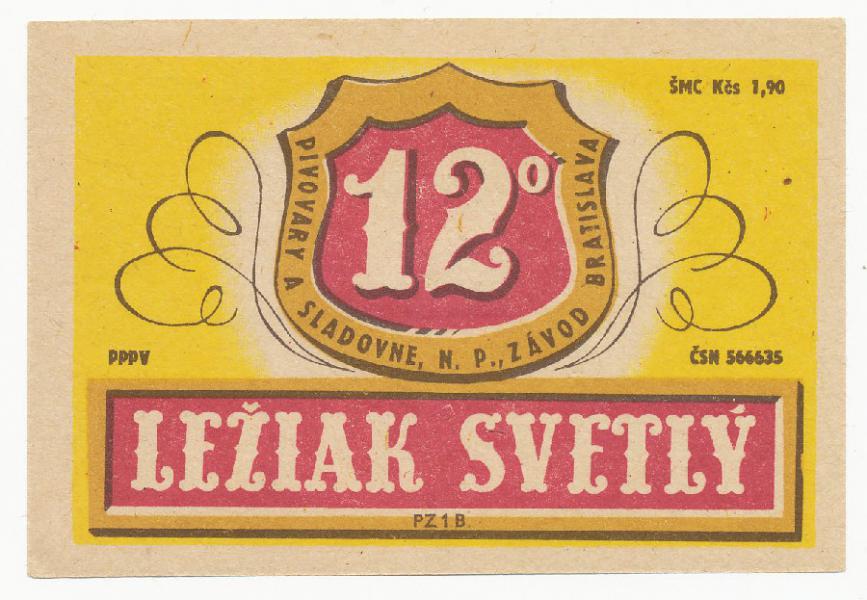 ŠMC Kčs 1,90
12°
PIVOVARY A SLADOVNE, N. P., ZÁVOD BRATISLAVA
PPPV
ČSN 566635
LEŽIAK SVETLÝ
PZ1B